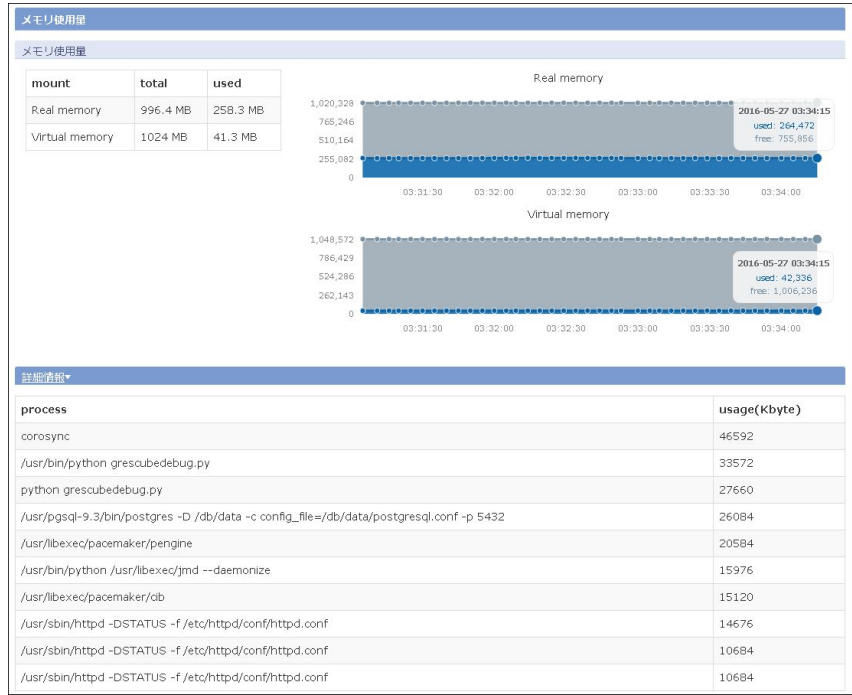 メモリ使用量
メモリ使用量
mount total used
Real memory 996.4 MB 258.3 MB
Virtual memory 1024 MB 41.3 MB
Real memory
1,020,328
765,246
510,164
255,082
0
2016-05-27 03:34:15
used: 264,472
free: 755,856
03:31:30 03:32:00 03:32:30 03:33:00 03:33:30 03:34:00
Virtual memory
1,048,572
786,429
524,286
262,143
0
2016-05-27 03:34:15
used: 42,336
free: 1,006,236
03:31:30 03:32:00 03:32:30 03:33:00 03:33:30 03:34:00
詳細情報▾
process usage(Kbyte)
corosync 46592
/usr/bin/python grescubedebug.py 33572
python grescubedebug.py 27660
/usr/pgsql-9.3/bin/postgres -D /db/data -c config_file=/db/data/postgresql.conf -p 5432 26084
/usr/libexec/pacemaker/pengine 20584
/usr/bin/python /usr/libexec/jmd --daemonize 15976
/usr/libexec/pacemaker/cib 15120
/usr/sbin/httpd -DSTATUS -f /etc/httpd/conf/httpd.conf 14676
/usr/sbin/httpd -DSTATUS -f /etc/httpd/conf/httpd.conf 10684
/usr/sbin/httpd -DSTATUS -f /etc/httpd/conf/httpd.conf 10684